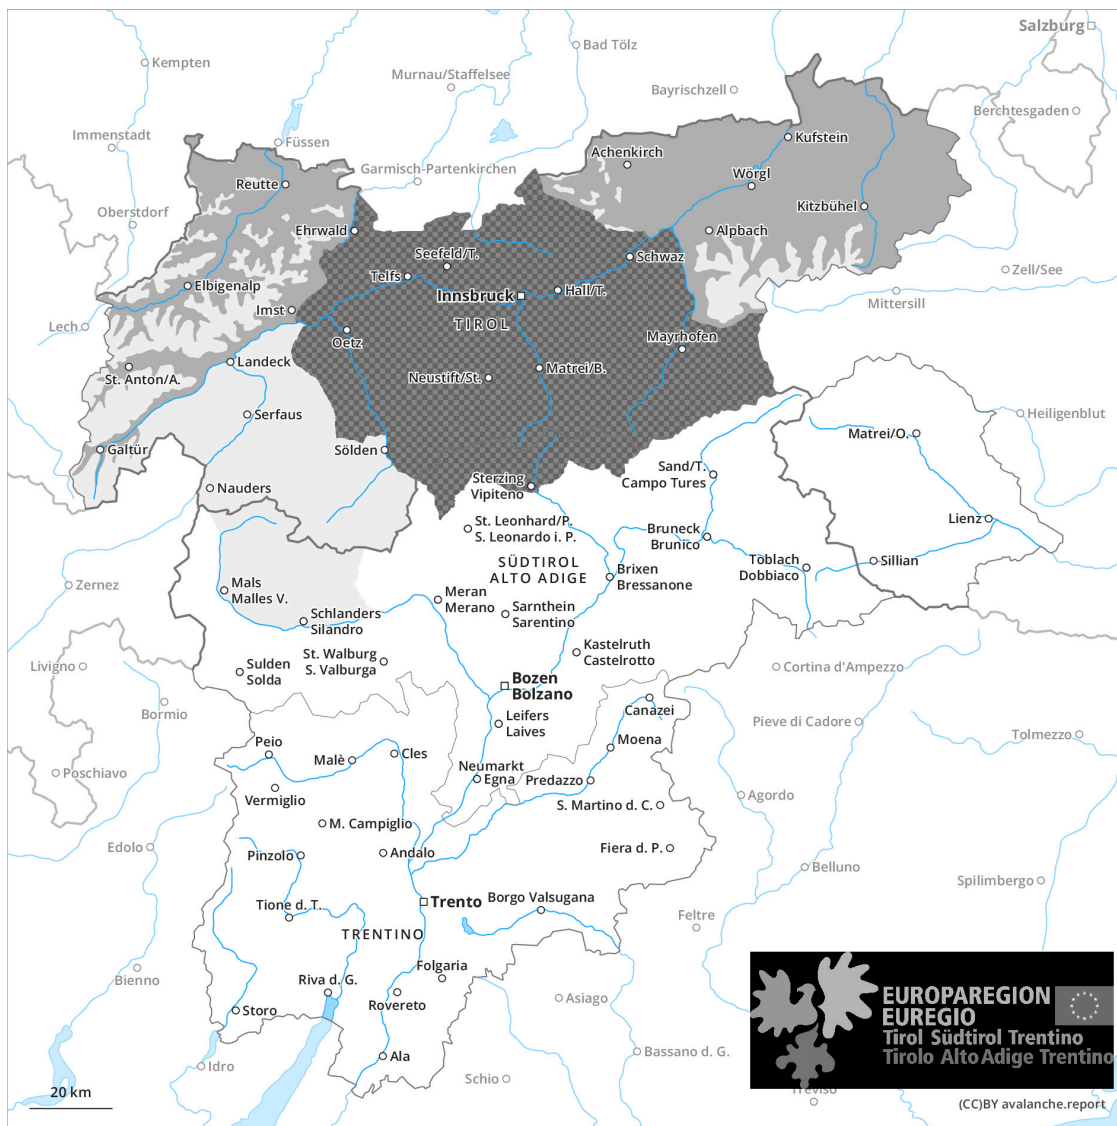 Salzburg
Bad Tölz
Kempten
Murnau/Staffelsee
Bayrischzell
Berchtesgaden
Immenstadt
Füssen
Kufstein
Achenkirch
Garmisch-Partenkirchen
Wörgl
Reutte
Kitzbühel
Oberstdorf
Ehrwald
Alpbach
Seefeld/T.
Schwaz
Zell/See
Telfs
Elbigenalp
Hall/T.
Innsbruck
Mittersill
Imst
TIROL
Lech
Oetz
Mayrhofen
Landeck
Matrei/B.
St. Anton/A.
Neustift/St.
Serfaus
Heiligenblut
Matrei/O.
Galtür
Sölden
Sand/T.
Campo Tures
Sterzing
Vipiteno
Nauders
Lienz
St. Leonhard/P.
S. Leonardo i. P.
Bruneck
Brunico
SÜDTIROL
ALTO ADIGE
Toblach
Dobbiaco
Sillian
Brixen
Bressanone
Zernez
Mals
Malles V.
Meran
Merano
Schlanders
Silandro
Sarnthein
Sarentino
Kastelruth
Castelrotto
St. Walburg
S. Valburga
Livigno
Sulden
Solda
Cortina d'Ampezzo
Bozen
Bolzano
Bormio
Canazei
Leifers
Laives
Pieve di Cadore
Tolmezzo
Peio
Moena
Cles
Malè
Neumarkt
Egna
Predazzo
Poschiavo
Vermiglio
Agordo
S. Martino d. C.
M. Campiglio
Edolo
Pinzolo
Andalo
Fiera d. P.
Belluno
Spilimbergo
Tione d. T.
Trento
Borgo Valsugana
Feltre
TRENTINO
Bienno
Folgaria
Riva d. G.
Rovereto
Asiago
Storo
EUROPAREGION
EUREGIO
Tirol Südtirol Trentino
Tirolo Alto Adige Trentino
Ala
Bassano d. G.
Idro
Schio
Treviso
20 km
(CC)BY avalanche.report